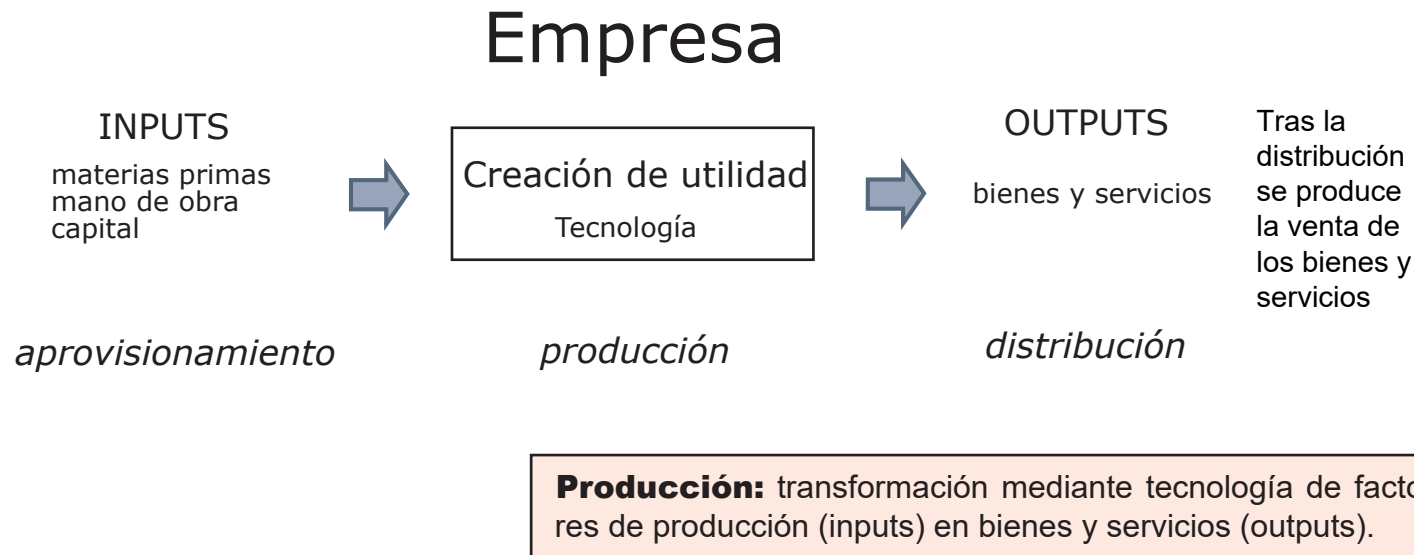 Empresa
INPUTS
materias primas
mano de obra
capital
Creación de utilidad
Tecnología
OUTPUTS
bienes y servicios
Tras la
distribución
se produce
la venta de
los bienes y
servicios
aprovisionamiento
producción
distribución
Producción: transformación mediante tecnología de facto
res de producción (inputs) en bienes y servicios (outputs).